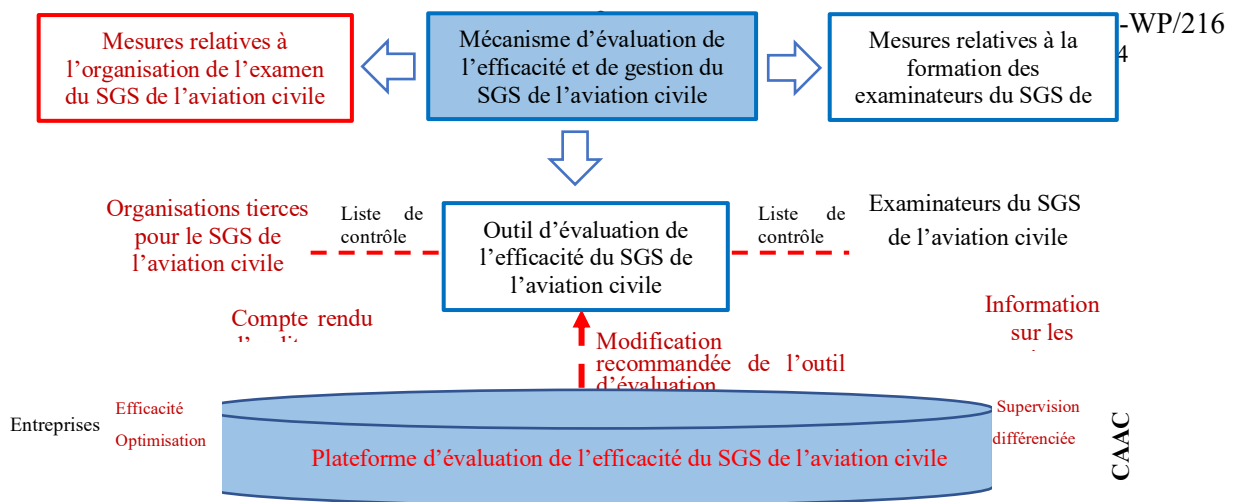 -WP/216
4
Mesures relatives à
l’organisation de l’examen
du SGS de l’aviation civile
Mécanisme d’évaluation de
l’efficacité et de gestion du
SGS de l’aviation civile
Mesures relatives à la
formation des
examinateurs du SGS de
Organisations tierces
pour le SGS de
l’aviation civile
Liste de
contrôle
Outil d’évaluation de
l’efficacité du SGS de
l’aviation civile
Liste de
contrôle
Examinateurs du SGS
de l’aviation civile
Compte rendu
Modification
recommandée de l’outil
d’évaluation
Information
sur les
Entreprises
Efficacité
Optimisation
Plateforme d’évaluation de l’efficacité du SGS de l’aviation civile
Supervision
différenciée
CAAC